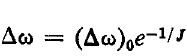 Δω = (Δω)₀e^{-1/J}